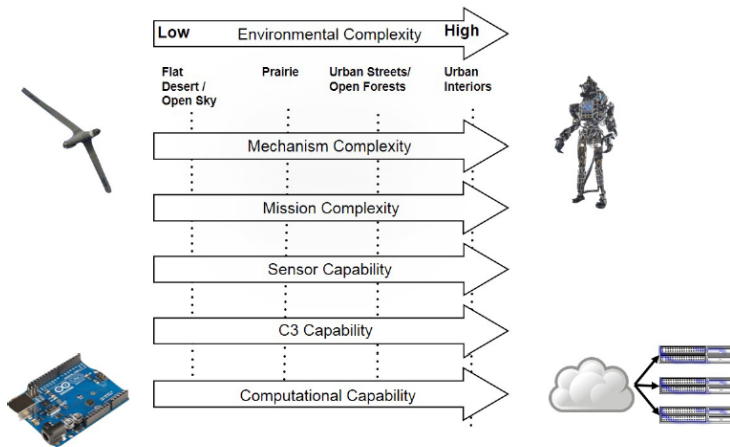 Low Environmental Complexity High
Flat
Desert /
Open Sky
Prairie
Urban Streets/
Open Forests
Urban
Interiors
Mechanism Complexity
Mission Complexity
Sensor Capability
C3 Capability
Computational Capability